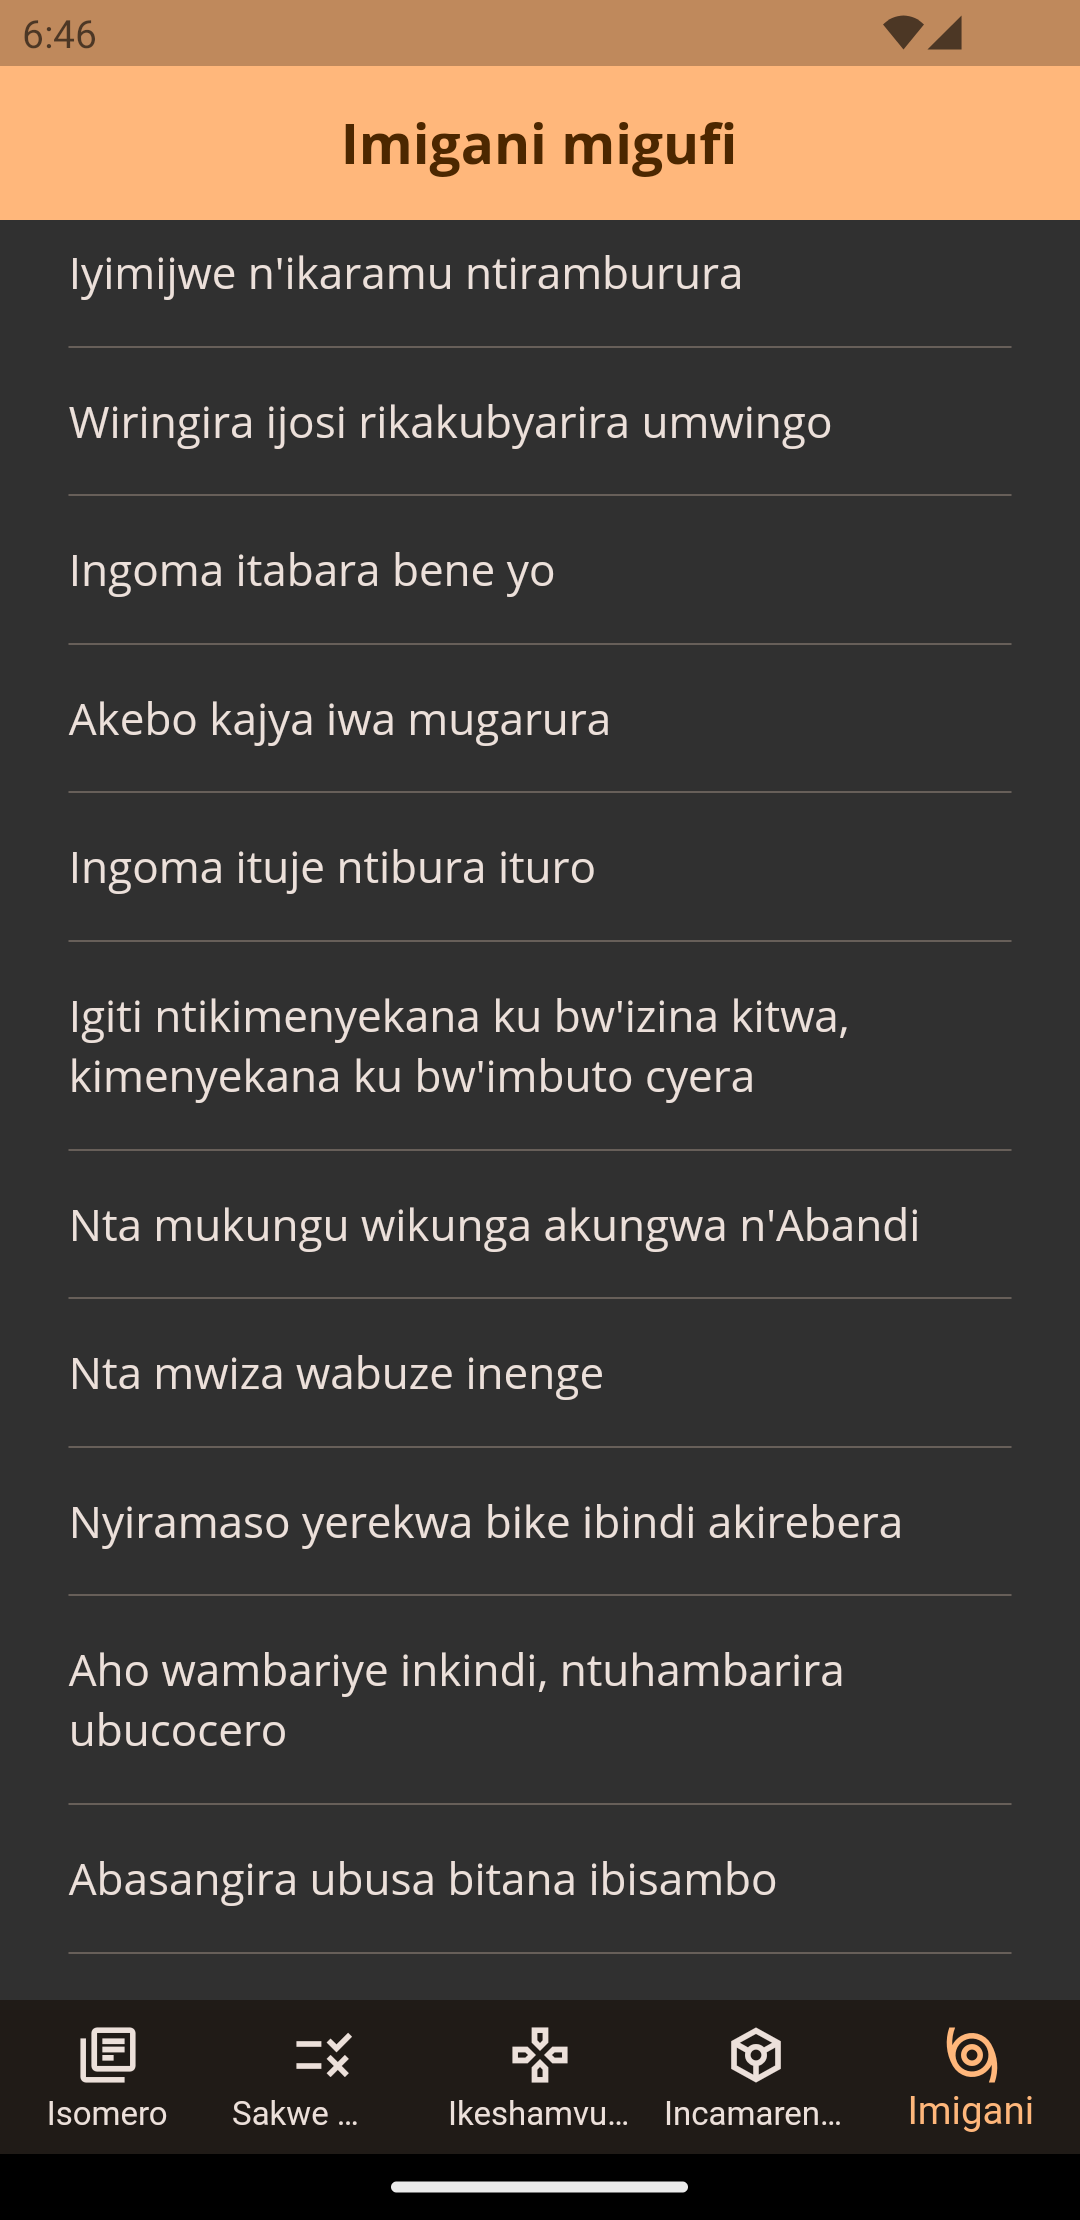 6:46
Imigani migufi
Iyimijwe n'ikaramu ntiramburura
Wiringira ijosi rikakubyarira umwingo
Ingoma itabara bene yo
Akebo kajya iwa mugarura
Ingoma ituje ntibura ituro
Igiti ntikimenyekana ku bw'izina kitwa,
kimenyekana ku bw'imbuto cyera
Nta mukungu wikunga akungwa n'Abandi
Nta mwiza wabuze inenge
Nyiramaso yerekwa bike ibindi akirebera
Aho wambariye inkindi, ntuhambarira
ubucocero
Abasangira ubusa bitana ibisambo
Isomero
Sakwe ...
Ikeshamvu...
Incamaren...
Imigani